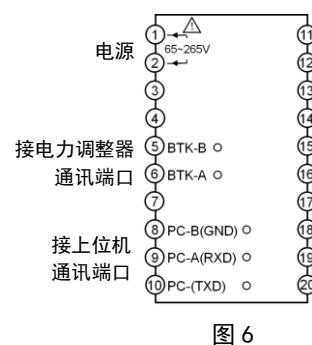 电源
① 65~265V ⑪
② ⑫
③ ⑬
④ ⑭
接电力调整器
通讯端口
⑤ BTK-B ⑮
⑥ BTK-A ⑯
⑦ ⑰
接上位机
通讯端口
⑧ PC-B(GND) ⑱
⑨ PC-A(RXD) ⑲
⑩ PC-(TXD) ⑳
图 6